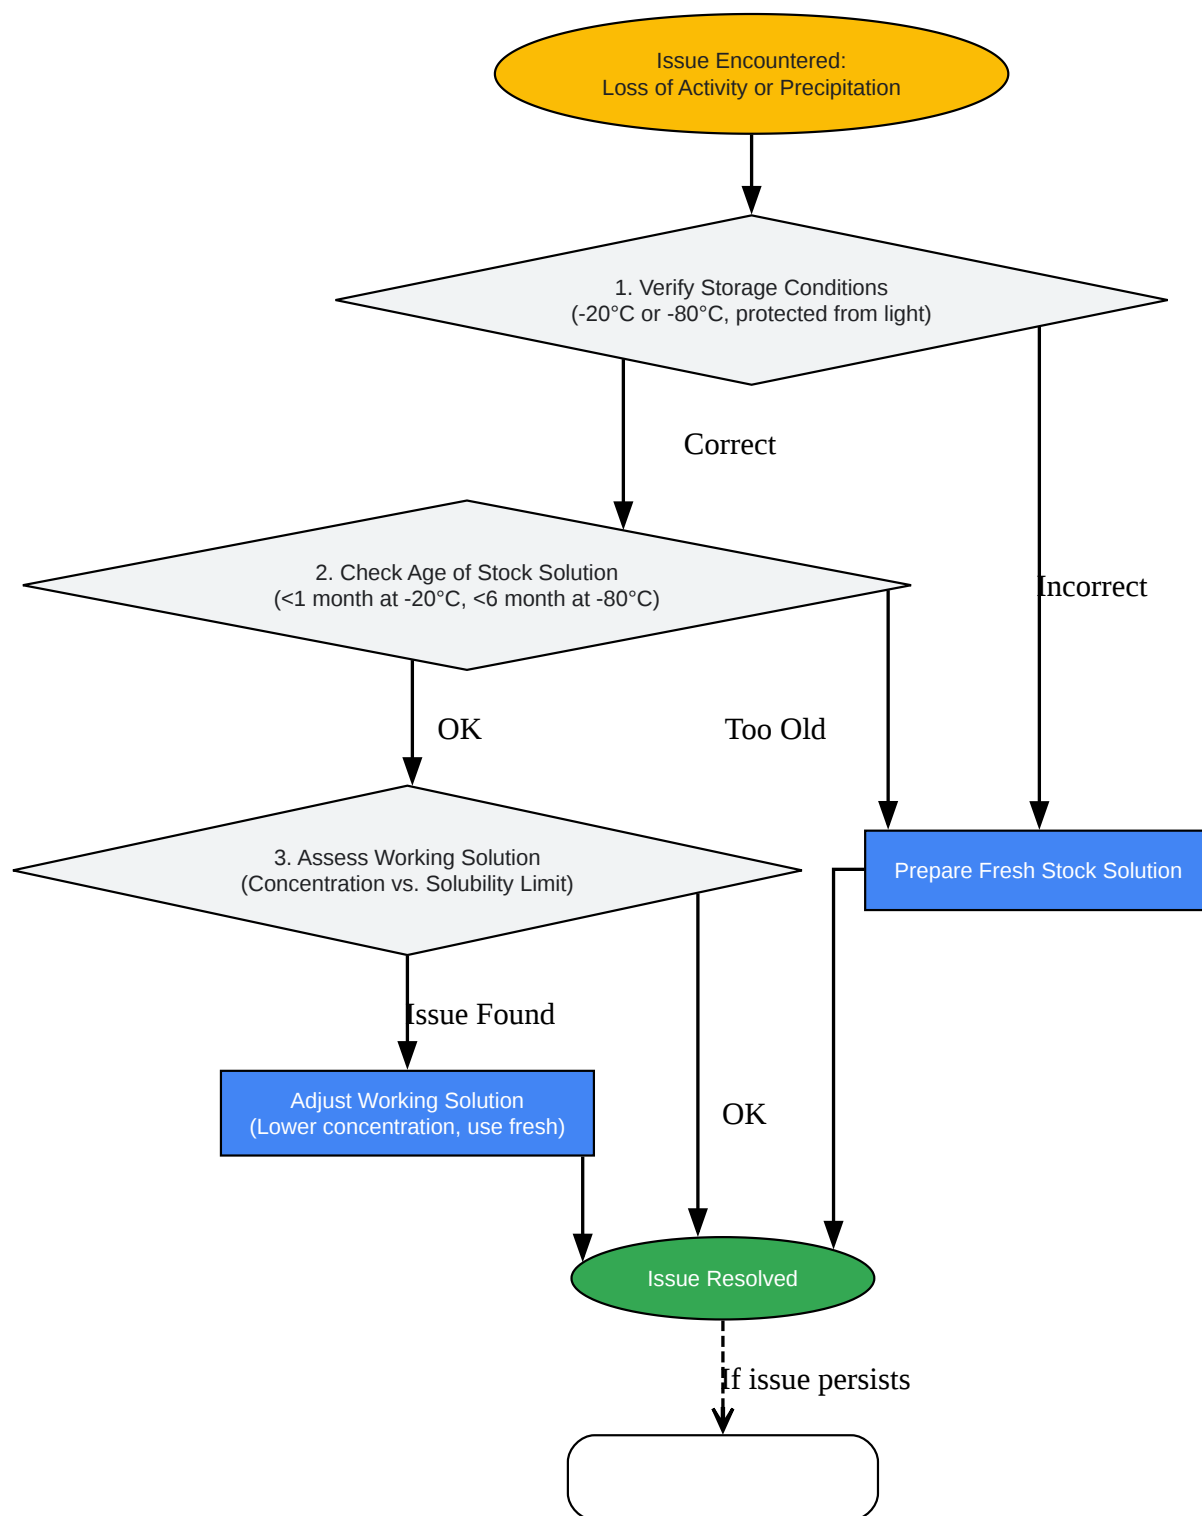 Issue Encountered:
Loss of Activity or Precipitation
1. Verify Storage Conditions
(-20°C or -80°C, protected from light)
Correct
2. Check Age of Stock Solution
(<1 month at -20°C, <6 month at -80°C)
Incorrect
OK
Too Old
3. Assess Working Solution
(Concentration vs. Solubility Limit)
Prepare Fresh Stock Solution
Issue Found
Adjust Working Solution
(Lower concentration, use fresh)
OK
Issue Resolved
If issue persists